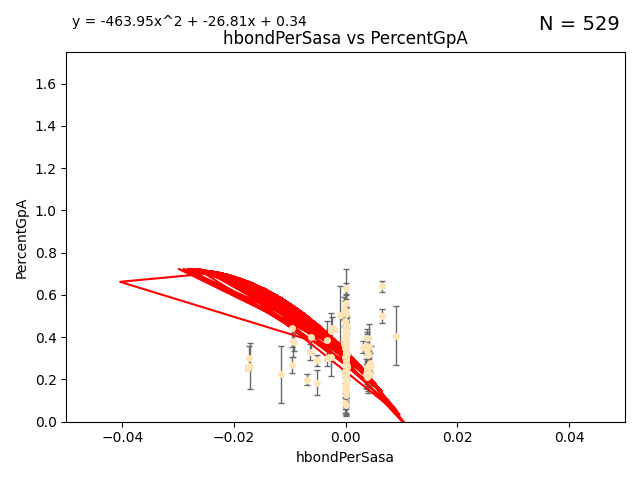 y = -463.95x^2 + -26.81x + 0.34
N = 529
hbondPerSasa vs PercentGpA
PercentGpA
1.6
1.4
1.2
1.0
0.8
0.6
0.4
0.2
0.0
−0.04
−0.02
0.00
0.02
0.04
hbondPerSasa